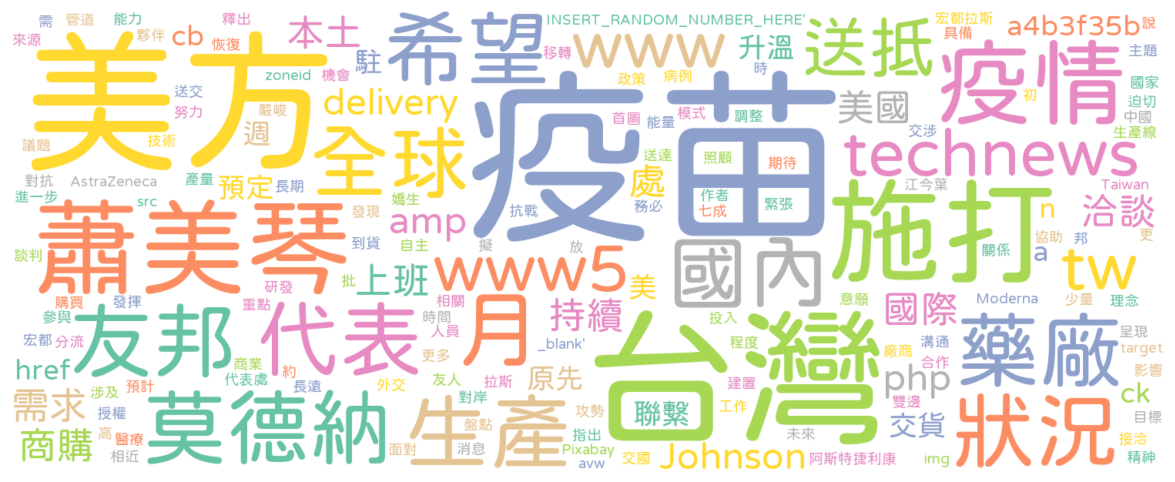 需 管道 能力 釋出 本土 希望 INSERT_RANDOM_NUMBER_HERE' 宏都拉斯 a4b3f35b 說
來源 夥伴 cb 恢復 駐 移轉 www 升溫 送抵 具備 疫情 主題
美方 zoneid 機會 政策 病例 時 國家
送交 努力 嚴峻 delivery 疫苗 首圖 能量 模式 調整 美國 初 迫切 中國
議題 技術 週 全球 交涉 technews 生產線
對抗 AstraZeneca 產量 預定 長期 嬌生 處 送達 照顧 期待 江今葉 Taiwan
進一步 src 抗戰 務必 作者 七成 緊張 施打 n 洽談
蕭美琴 發現 amp 自主 擬 放 國內 關係 a 協助 邦 更
談判 到貨 上班 批 www5 美 tw
購買 發揮 研發 重點 相關 月 持續 意願 國際 Moderna 少量 理念
參與 友邦 代表 時間 人員 投入 台灣 藥廠 呈現
宏都 分流 商業 更多 _blank' 程度 廠商 溝通 合作 target
href 代表處 約 友人 拉斯 原先 建置 php 影響
需求 涉及 預計 長遠 外交 對岸 攻勢 聯繫 工作 雙邊 交貨 ck
授權 莫德納 生產 狀況 目標
商購 高 醫療 盤點 指出 未來 接洽
相近 面對 消息 Pixabay avw 交國 Johnson 阿斯特捷利康 img 精神